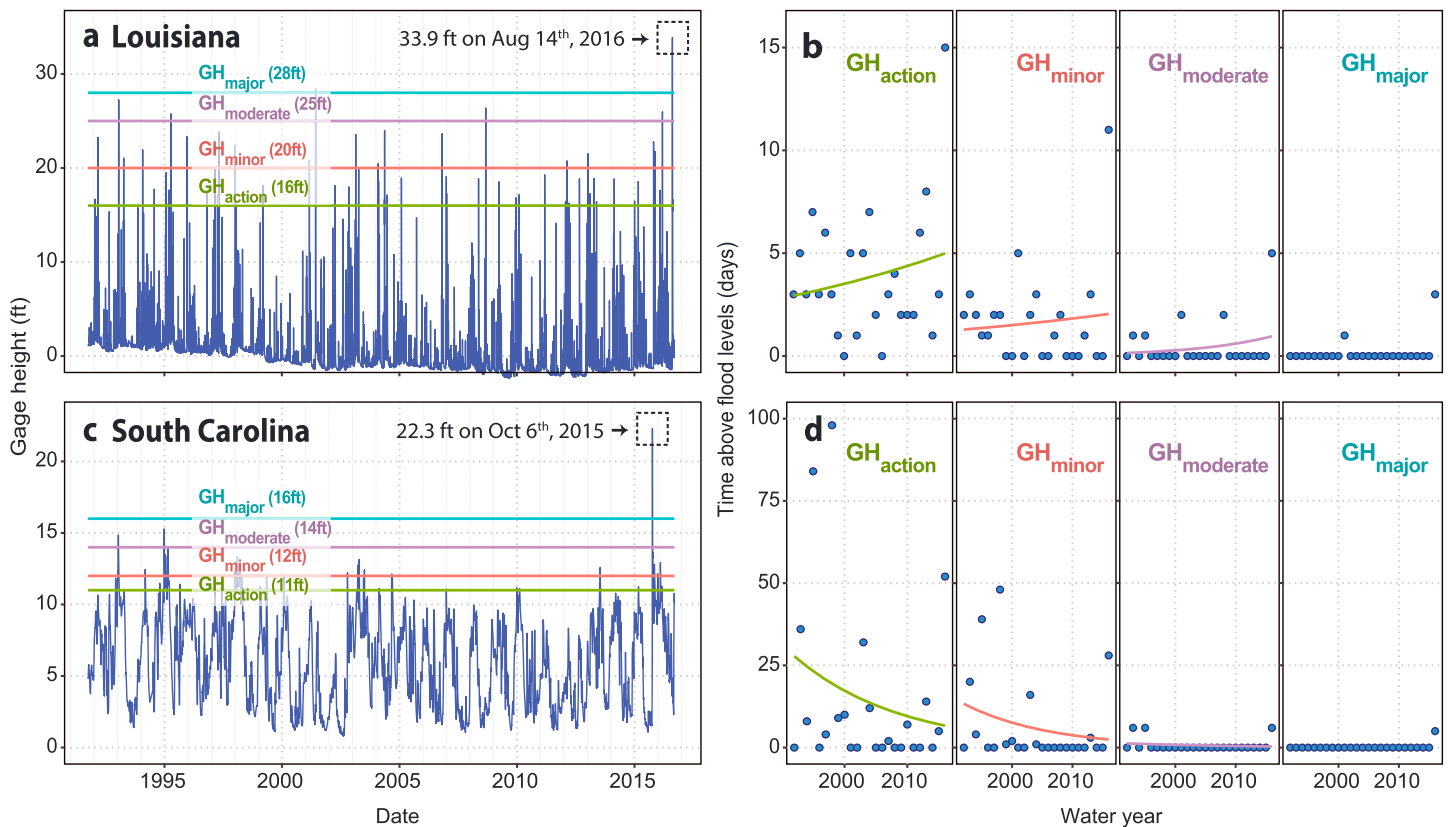 a Louisiana
33.9 ft on Aug 14th, 2016 →
GHmajor (28ft)
GHmoderate (25ft)
GHminor (20ft)
GHaction (16ft)
30
20
10
0
Gage height (ft)
c South Carolina
22.3 ft on Oct 6th, 2015 →
GHmajor (16ft)
GHmoderate (14ft)
GHminor (12ft)
GHaction (11ft)
20
15
10
5
0
1995 2000 2005 2010 2015
Date
b
GHaction GHminor GHmoderate GHmajor
15
10
5
0
Time above flood levels (days)
d
GHaction GHminor GHmoderate GHmajor
100
75
50
25
0
2000 2010 2000 2010 2000 2010 2000 2010
Water year